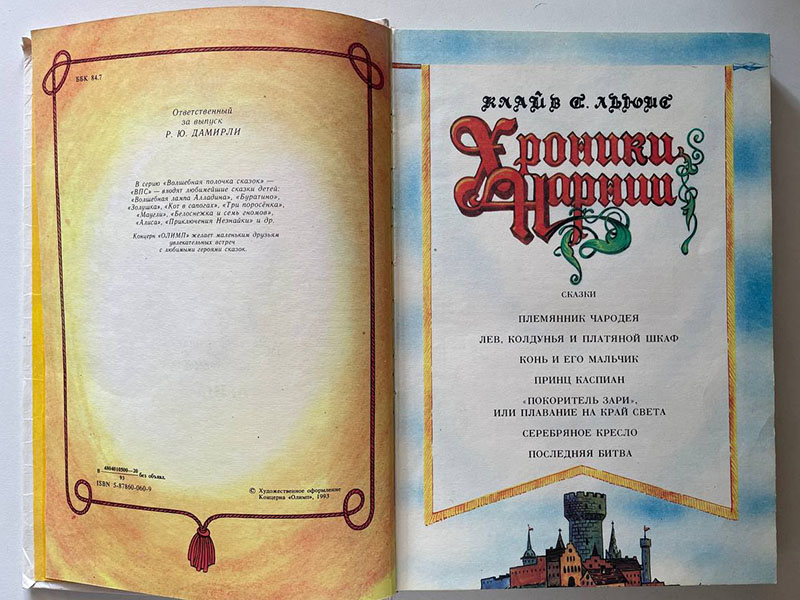 ББК 84.7
Ответственный
за выпуск
Р. Ю. ДАМИРЛИ
В серию «Волшебная полочка сказок» —
«ВПС» — входят любимейшие сказки детей:
«Волшебная лампа Алладина», «Буратино»,
«Золушка», «Кот в сапогах», «Три поросёнка»,
«Маугли», «Белоснежка и семь гномов»,
«Алиса», «Приключения Незнайки» и др.
Концерн «ОЛИМП» желает маленьким друзьям
увлекательных встреч
с любимыми героями сказок.
В 4804010300—30
93 без объявл.
ISBN 5-87860-060-9
© Художественное оформление
Концерна «Олимп», 1993
КЛАЙВ С. ЛЬЮИС
Хроники
Нарнии
СКАЗКИ
ПЛЕМЯННИК ЧАРОДЕЯ
ЛЕВ, КОЛДУНЬЯ И ПЛАТЯНОЙ ШКАФ
КОНЬ И ЕГО МАЛЬЧИК
ПРИНЦ КАСПИАН
«ПОКОРИТЕЛЬ ЗАРИ»,
ИЛИ ПЛАВАНИЕ НА КРАЙ СВЕТА
СЕРЕБРЯНОЕ КРЕСЛО
ПОСЛЕДНЯЯ БИТВА